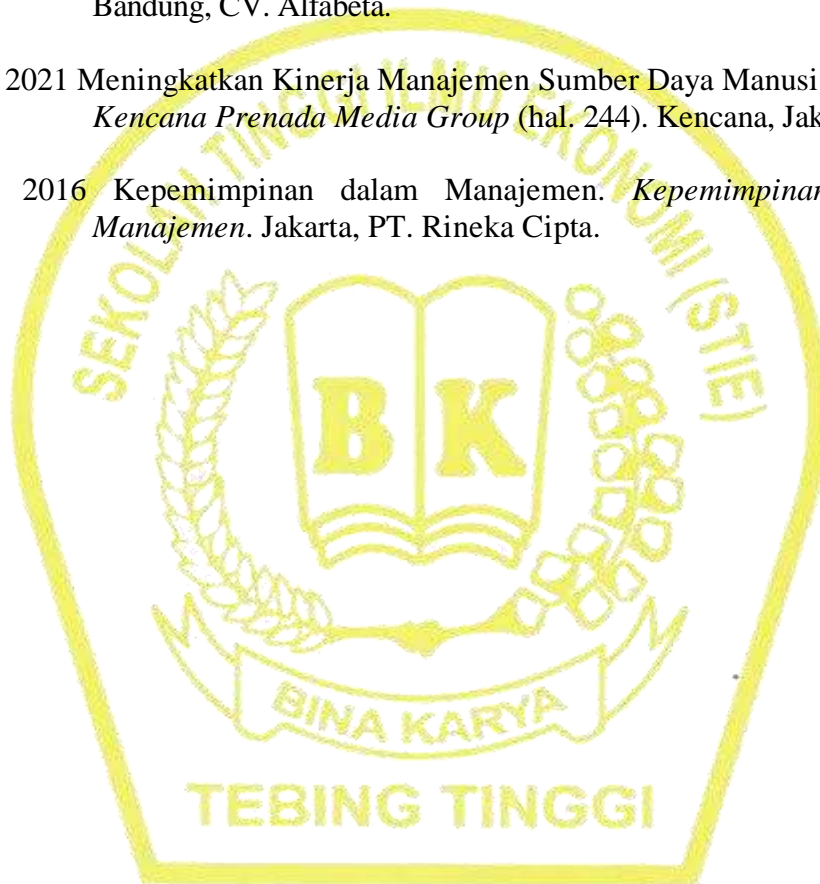 Bandung, CV. Alfabeta.
2021 Meningkatkan Kinerja Manajemen Sumber Daya Manusi
Kencana Prenada Media Group (hal. 244). Kencana, Jak
2016 Kepemimpinan dalam Manajemen. Kepemimpinan
Manajemen. Jakarta, PT. Rineka Cipta.
SEKOLAH TINGGI ILMU EKONOMI (STIE)
B K
BINA KARYA
TEBING TINGGI